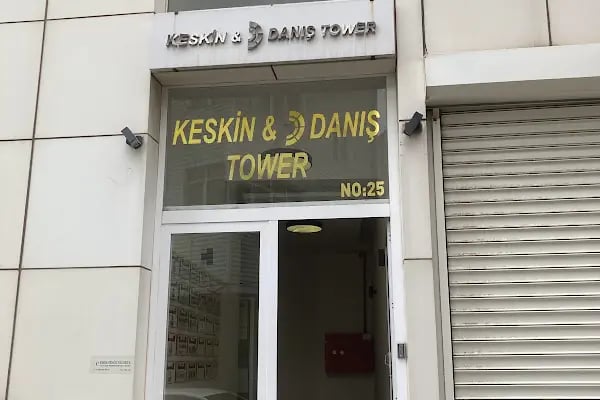 KESKİN & DANIŞ TOWER
KESKİN & DANIŞ
TOWER
NO:25